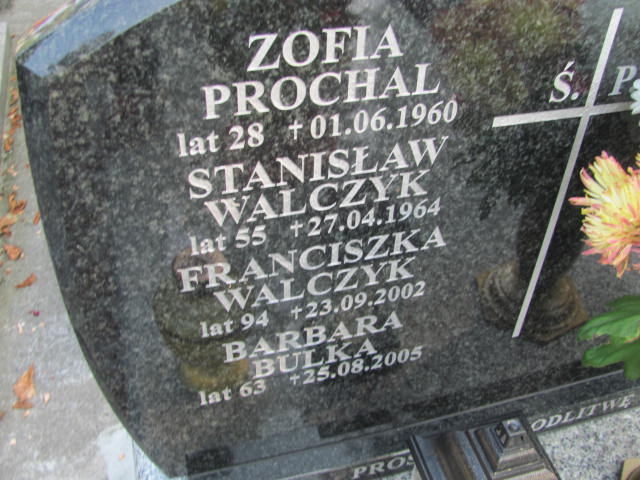 ZOFIA
PROCHAL
lat 28 +01.06.1960
STANISŁAW
WALCZYK
lat 55 +27.04.1964
FRANCISZKA
WALCZYK
lat 94 +23.09.2002
BARBARA
BULKA
lat 63 +25.08.2005
Ś. P